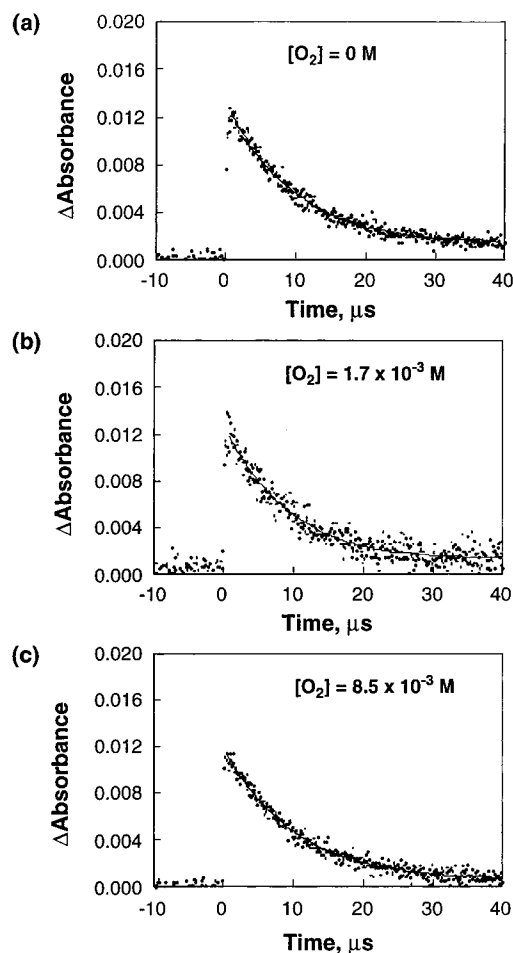 (a)
[O₂] = 0 M
ΔAbsorbance
0.020
0.016
0.012
0.008
0.004
0.000
-10 0 10 20 30 40
Time, μs
(b)
[O₂] = 1.7 x 10⁻³ M
ΔAbsorbance
0.020
0.016
0.012
0.008
0.004
0.000
-10 0 10 20 30 40
Time, μs
(c)
[O₂] = 8.5 x 10⁻³ M
ΔAbsorbance
0.020
0.016
0.012
0.008
0.004
0.000
-10 0 10 20 30 40
Time, μs